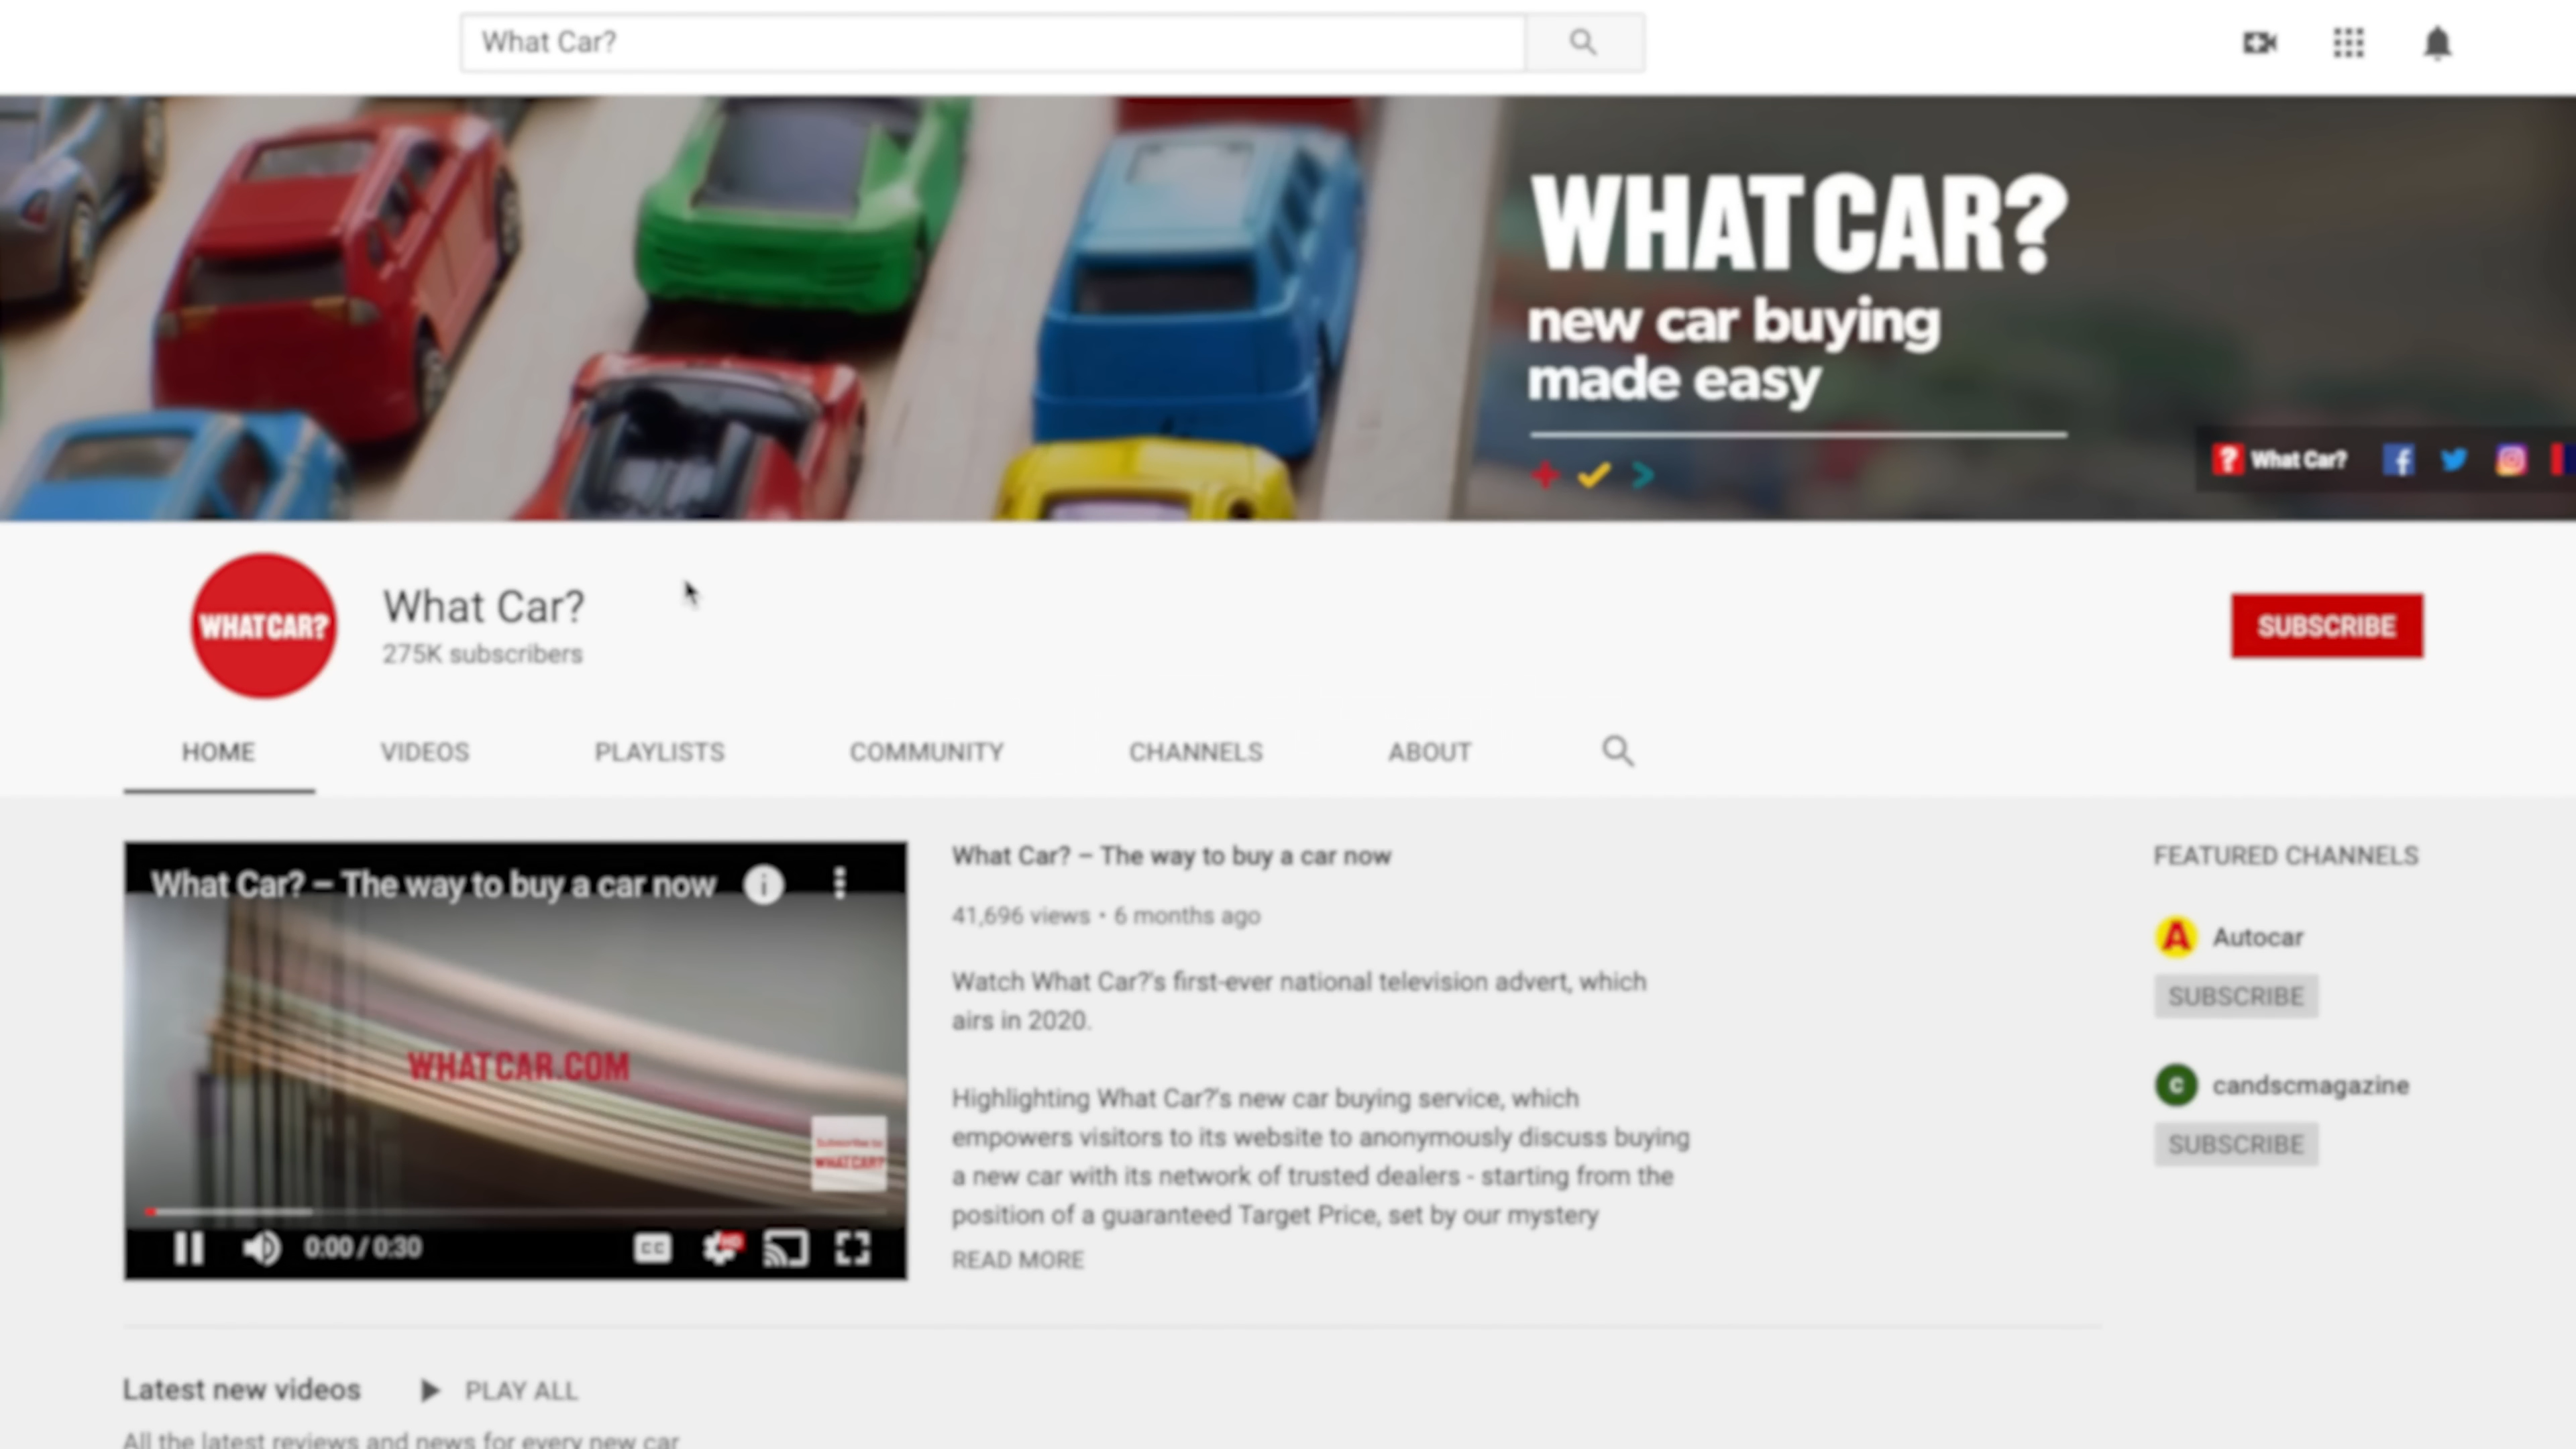 What Car?
WHAT CAR?
new car buying
made easy
What Car?
WHATCAR?
What Car?
275K subscribers
SUBSCRIBE
HOME VIDEOS PLAYLISTS COMMUNITY CHANNELS ABOUT
What Car? – The way to buy a car now
WHATCAR.COM
Subscribe to
WHATCAR?
0:00 / 0:30
CC
HD
What Car? – The way to buy a car now
41,696 views • 6 months ago
Watch What Car?'s first-ever national television advert, which
airs in 2020.
Highlighting What Car?'s new car buying service, which
empowers visitors to its website to anonymously discuss buying
a new car with its network of trusted dealers - starting from the
position of a guaranteed Target Price, set by our mystery
READ MORE
FEATURED CHANNELS
A Autocar
SUBSCRIBE
c candscmagazine
SUBSCRIBE
Latest new videos PLAY ALL
All the latest reviews and news for every new car